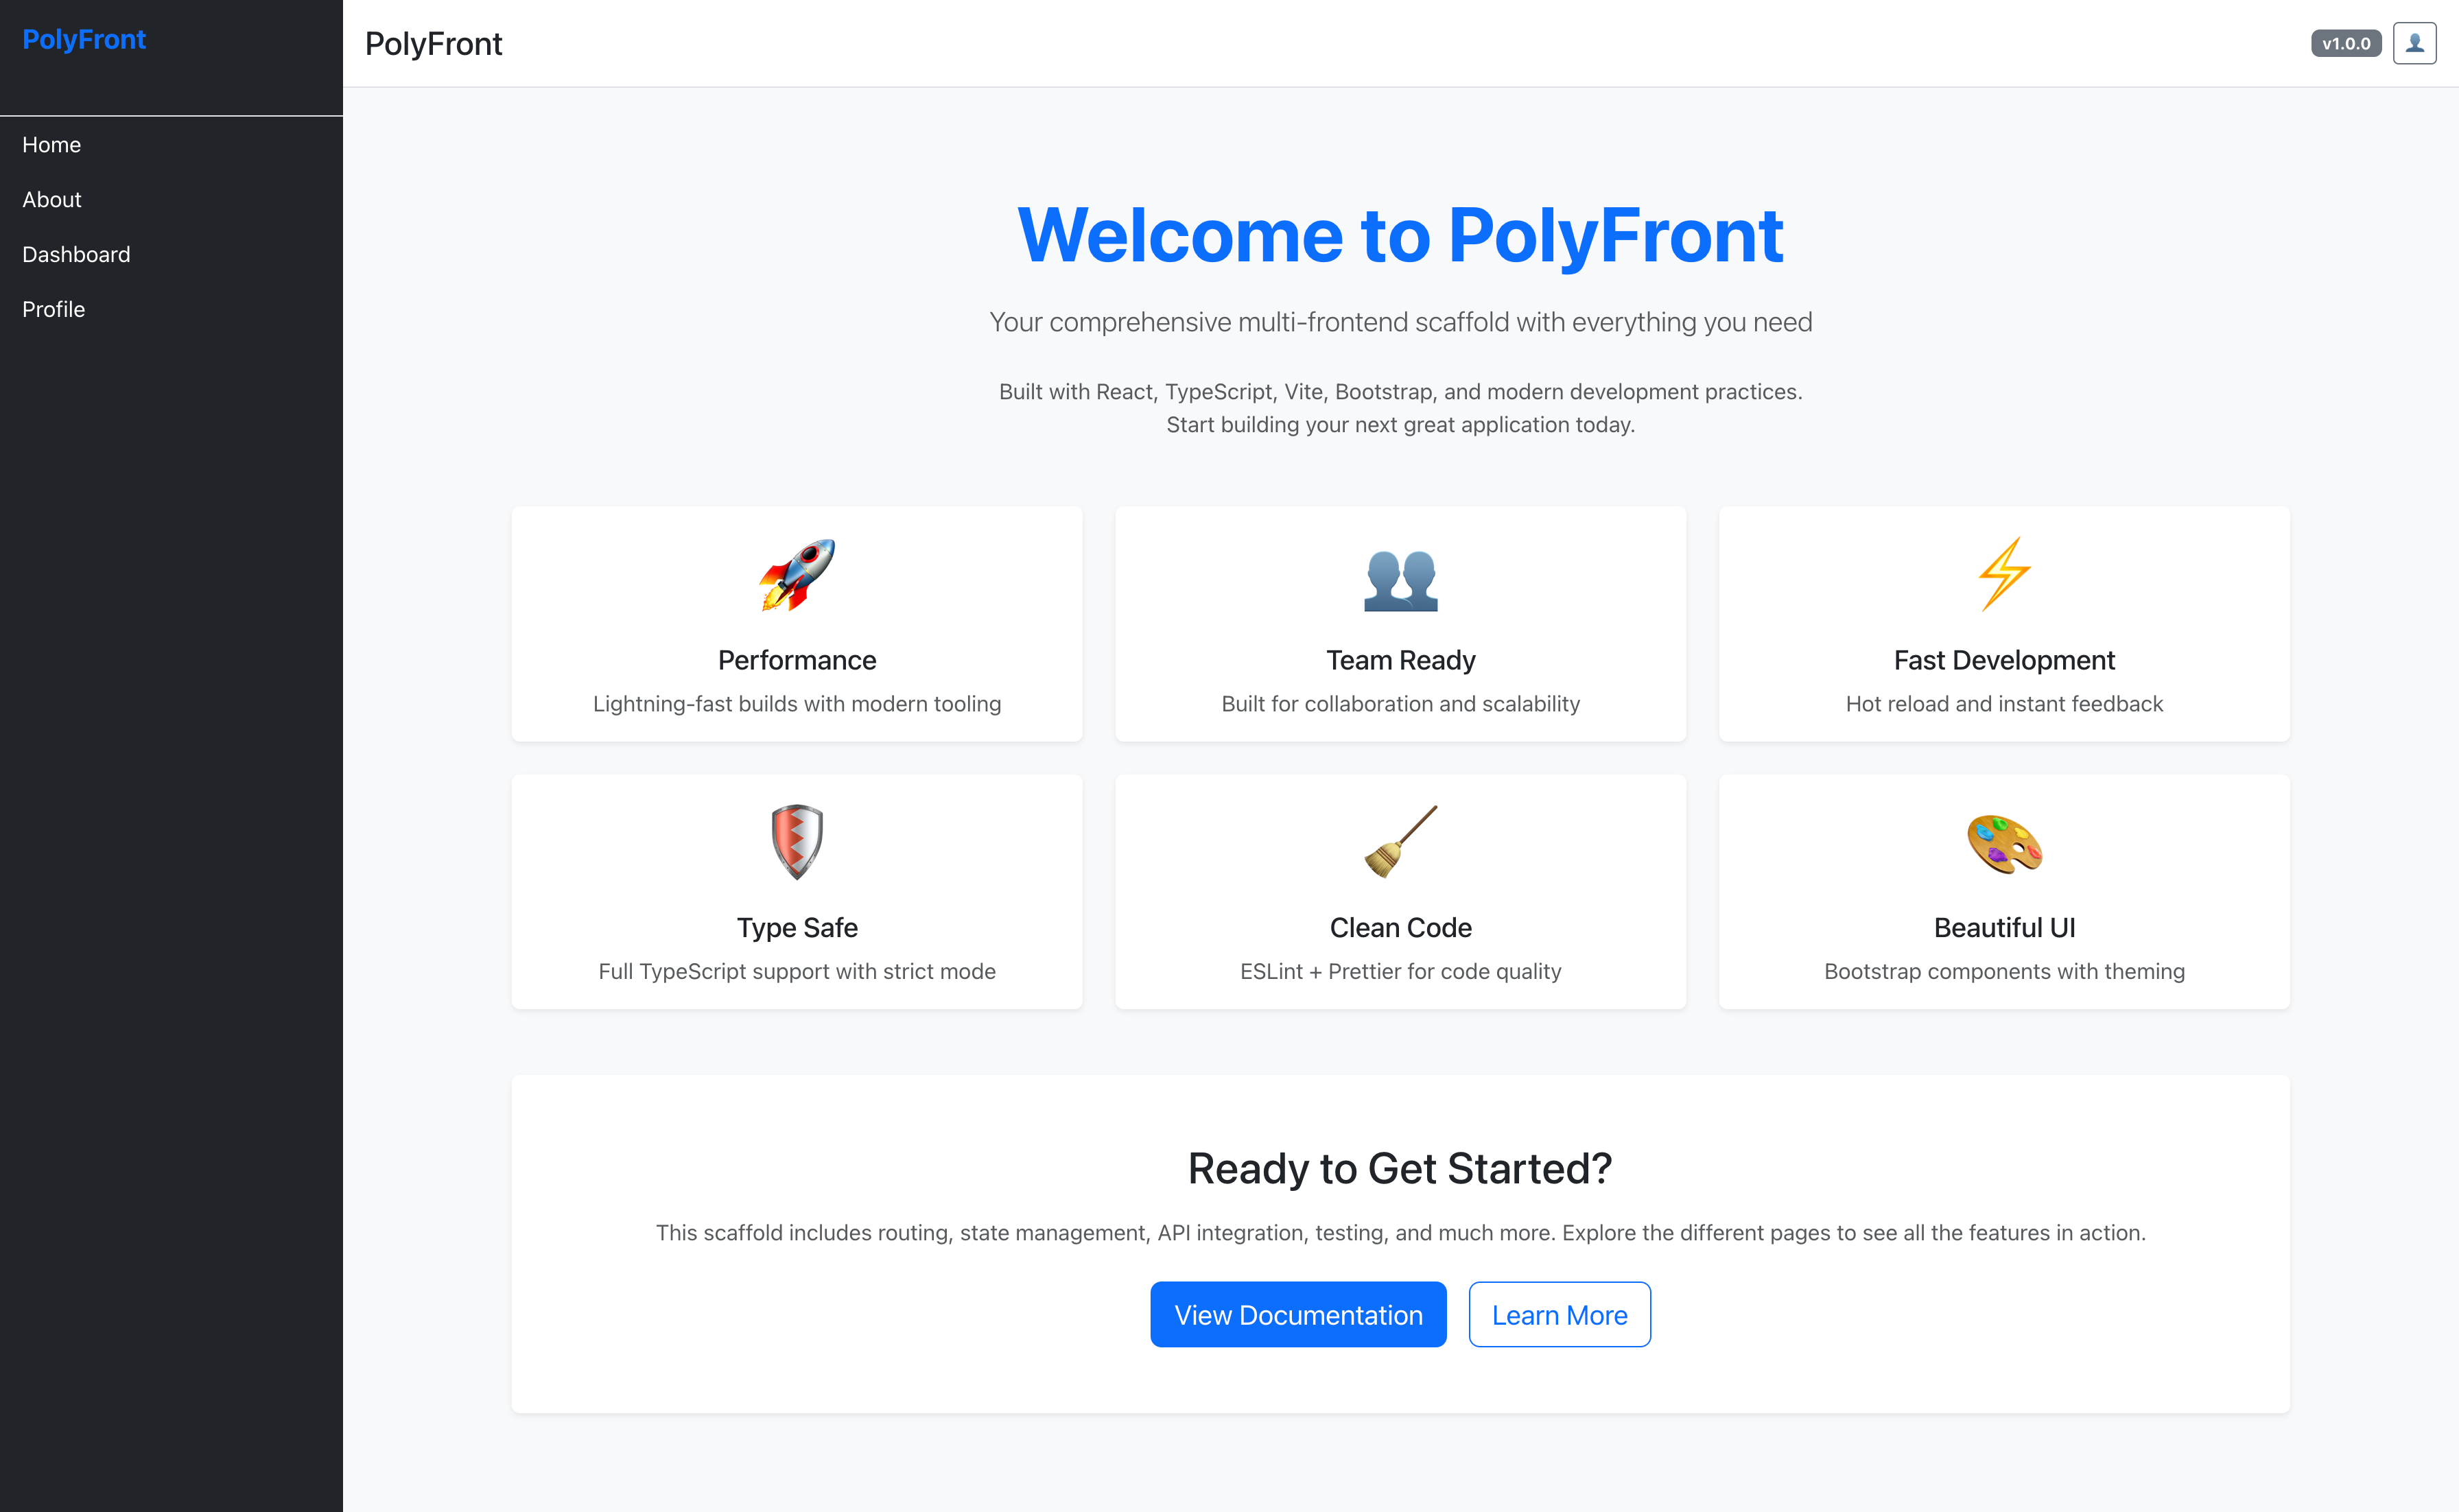 PolyFront
Home
About
Dashboard
Profile
PolyFront
v1.0.0
Welcome to PolyFront
Your comprehensive multi-frontend scaffold with everything you need
Built with React, TypeScript, Vite, Bootstrap, and modern development practices.
Start building your next great application today.
Performance
Lightning-fast builds with modern tooling
Team Ready
Built for collaboration and scalability
Fast Development
Hot reload and instant feedback
Type Safe
Full TypeScript support with strict mode
Clean Code
ESLint + Prettier for code quality
Beautiful UI
Bootstrap components with theming
Ready to Get Started?
This scaffold includes routing, state management, API integration, testing, and much more. Explore the different pages to see all the features in action.
View Documentation
Learn More